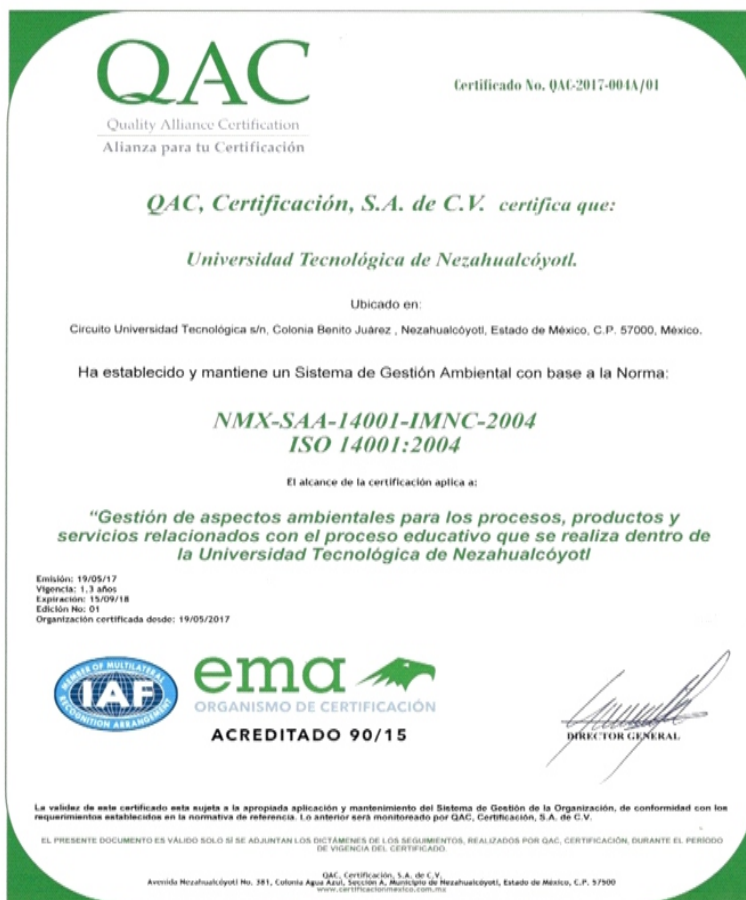 QAC
Quality Alliance Certification
Alianza para tu Certificación
Certificado No. QAC-2017-004A/01
QAC, Certificación, S.A. de C.V. certifica que:
Universidad Tecnológica de Nezahualcóyotl.
Ubicado en:
Circuito Universidad Tecnológica s/n, Colonia Benito Juárez , Nezahualcóyotl, Estado de México, C.P. 57000, México.
Ha establecido y mantiene un Sistema de Gestión Ambiental con base a la Norma:
NMX-SAA-14001-IMNC-2004
ISO 14001:2004
El alcance de la certificación aplica a:
“Gestión de aspectos ambientales para los procesos, productos y
servicios relacionados con el proceso educativo que se realiza dentro de
la Universidad Tecnológica de Nezahualcóyotl
Emisión: 19/05/17
Vigencia: 1.3 años
Expiración: 15/09/18
Edición No: 01
Organización certificada desde: 19/05/2017
MEMBER OF MULTILATERAL
IAF
RECOGNITION ARRANGEMENT
ema
ORGANISMO DE CERTIFICACIÓN
ACREDITADO 90/15
DIRECTOR GENERAL
La validez de este certificado esta sujeta a la apropiada aplicación y mantenimiento del Sistema de Gestión de la Organización, de conformidad con los
requerimientos establecidos en la normativa de referencia. Lo anterior será monitoreado por QAC, Certificación, S.A. de C.V.
EL PRESENTE DOCUMENTO ES VÁLIDO SOLO SÍ SE ADJUNTAN LOS DICTÁMENES DE LOS SEGUIMIENTOS, REALIZADOS POR QAC, CERTIFICACIÓN, DURANTE EL PERÍODO
DE VIGENCIA DEL CERTIFICADO
QAC, Certificación, S.A. de C.V.
Avenida Nezahualcóyotl No. 381, Colonia Agua Azul, Sección A, Municipio de Nezahualcóyotl, Estado de México, C.P. 57500
www.certificacionmexico.com.mx